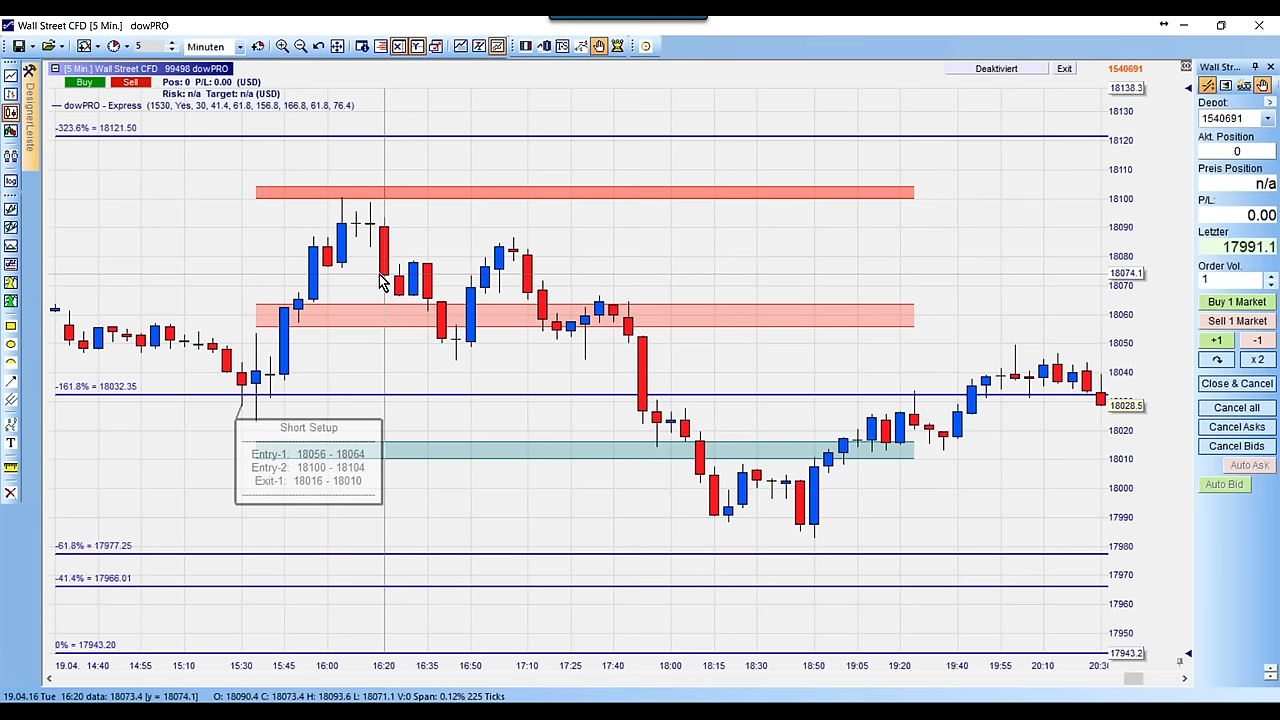 Wall Street CFD [5 Min.]   dowPRO
5
Minuten
[5 Min.] Wall Street CFD   99498 dowPRO
Deaktiviert
Exit
1540691
Wall Str...
Buy
Sell
Pos: 0  P/L: 0.00  (USD)
Risk: n/a  Target: n/a (USD)
dowPRO - Express  (1530, Yes, 30, 41.4, 61.8, 156.8, 166.8, 61.8, 76.4)
DesignerLeiste
-323.6% = 18121.50
-161.8% = 18032.35
Short Setup
Entry-1:  18056 - 18064
Entry-2:  18100 - 18104
Exit-1:  18016 - 18010
-61.8% = 17977.25
-41.4% = 17966.01
0% = 17943.20
18138.3
18130
18120
18110
18100
18090
18080
18074.1
18070
18060
18050
18040
18028.5
18020
18010
18000
17990
17980
17970
17960
17950
17943.2
19.04.
14:40
14:55
15:10
15:30
15:45
16:00
16:20
16:35
16:50
17:10
17:25
17:40
18:00
18:15
18:30
18:50
19:05
19:20
19:40
19:55
20:10
Depot:
1540691
Akt. Position
0
Preis Position
n/a
P/L:
0.00
Letzter
17991.1
Order Vol.
1
Buy 1 Market
Sell 1 Market
+1
-1
x 2
Close & Cancel
Cancel all
Cancel Asks
Cancel Bids
Auto Ask
Auto Bid
log
T
19.04.16 Tue  16:20 data: 18073.4 [y = 18074.1]
O: 18090.4 C: 18073.4 H: 18093.6 L: 18071.1 V:0 Span: 0.12% 225 Ticks